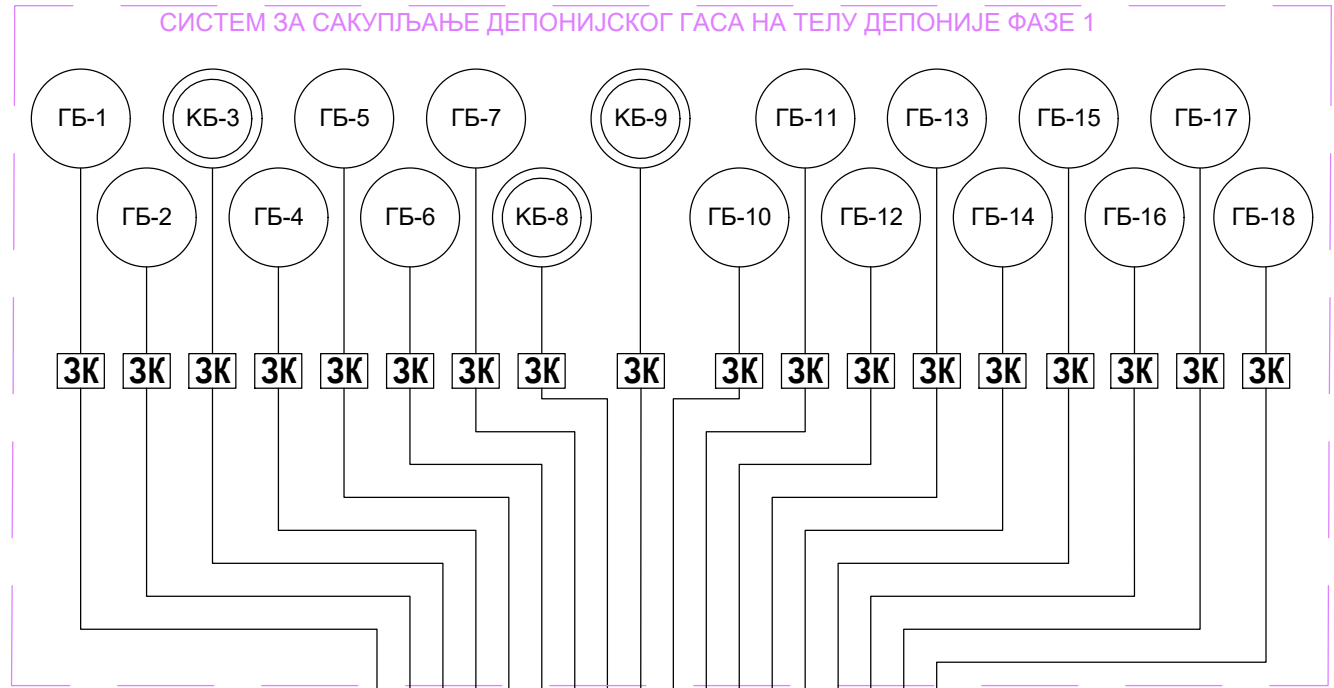 СИСТЕМ ЗА САКУПЉАЊЕ ДЕПОНИЈСКОГ ГАСА НА ТЕЛУ ДЕПОНИЈЕ ФАЗЕ 1
ГБ-1 КБ-3 ГБ-5 ГБ-7 КБ-9 ГБ-11 ГБ-13 ГБ-15 ГБ-17
ГБ-2 ГБ-4 ГБ-6 КБ-8 ГБ-10 ГБ-12 ГБ-14 ГБ-16 ГБ-18
ЗК ЗК ЗК ЗК ЗК ЗК ЗК ЗК ЗК ЗК ЗК ЗК ЗК ЗК ЗК ЗК ЗК ЗК